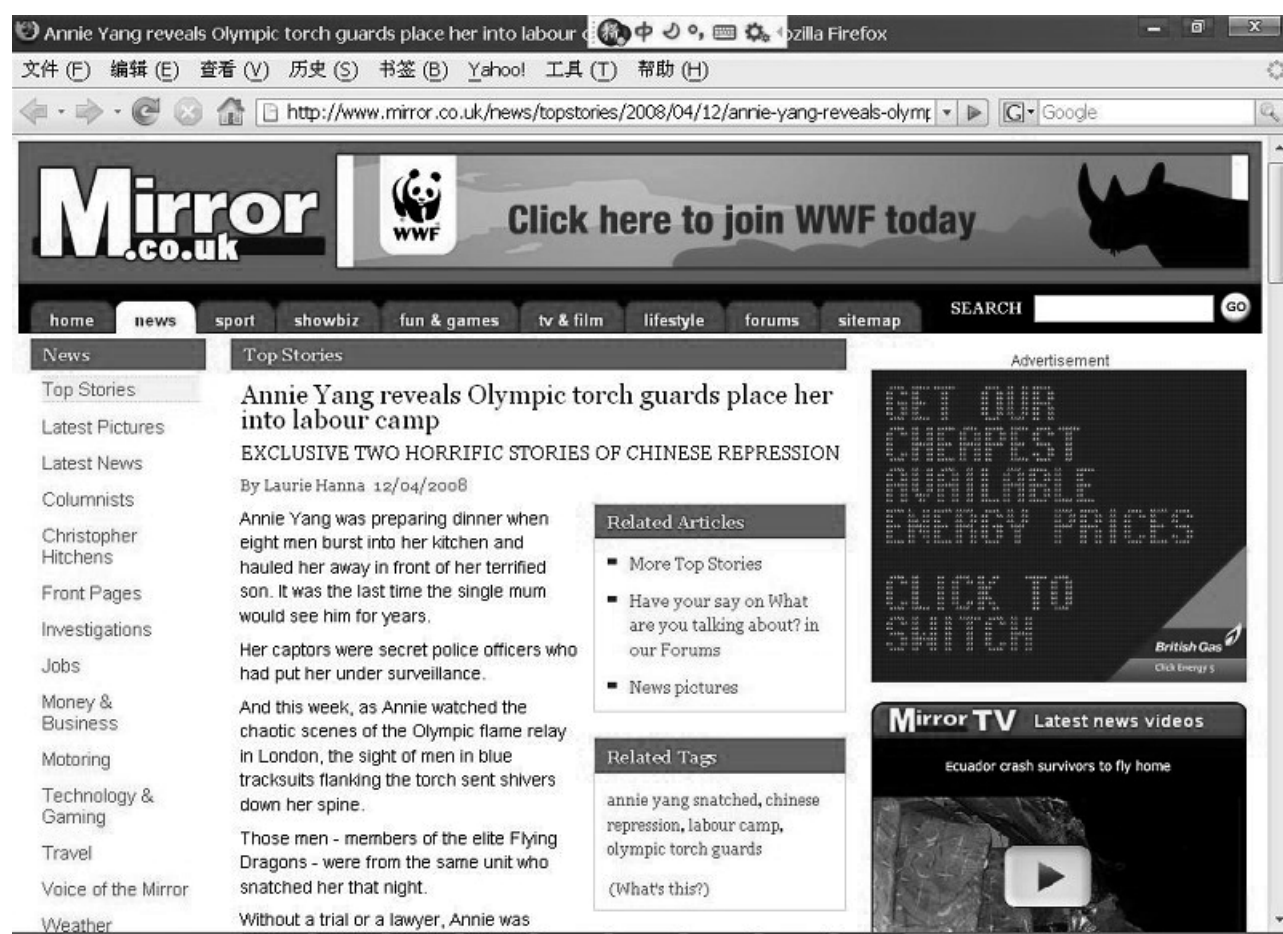 Annie Yang reveals Olympic torch guards place her into labour
中
zilla Firefox
文件 (F) 编辑 (E) 查看 (V) 历史 (S) 书签 (B) Yahoo! 工具 (T) 帮助 (H)
http://www.mirror.co.uk/news/topstories/2008/04/12/annie-yang-reveals-olymp
G Google
Mirror
.co.uk
WWF
Click here to join WWF today
home news sport showbiz fun & games tv & film lifestyle forums sitemap
SEARCH GO
News
Top Stories
Latest Pictures
Latest News
Columnists
Christopher
Hitchens
Front Pages
Investigations
Jobs
Money &
Business
Motoring
Technology &
Gaming
Travel
Voice of the Mirror
Weather
Top Stories
Annie Yang reveals Olympic torch guards place her
into labour camp
EXCLUSIVE TWO HORRIFIC STORIES OF CHINESE REPRESSION
By Laurie Hanna 12/04/2008
Annie Yang was preparing dinner when
eight men burst into her kitchen and
hauled her away in front of her terrified
son. It was the last time the single mum
would see him for years.
Her captors were secret police officers who
had put her under surveillance.
And this week, as Annie watched the
chaotic scenes of the Olympic flame relay
in London, the sight of men in blue
tracksuits flanking the torch sent shivers
down her spine.
Those men - members of the elite Flying
Dragons - were from the same unit who
snatched her that night.
Without a trial or a lawyer, Annie was
Related Articles
More Top Stories
Have your say on What
are you talking about? in
our Forums
News pictures
Related Tags
annie yang snatched, chinese
repression, labour camp,
olympic torch guards
(What's this?)
Advertisement
GET OUR
CHEAPEST
AVAILABLE
ENERGY PRICES
CLICK TO
SWITCH
British Gas
Click Energy 5
Mirror TV Latest news videos
Ecuador crash survivors to fly home